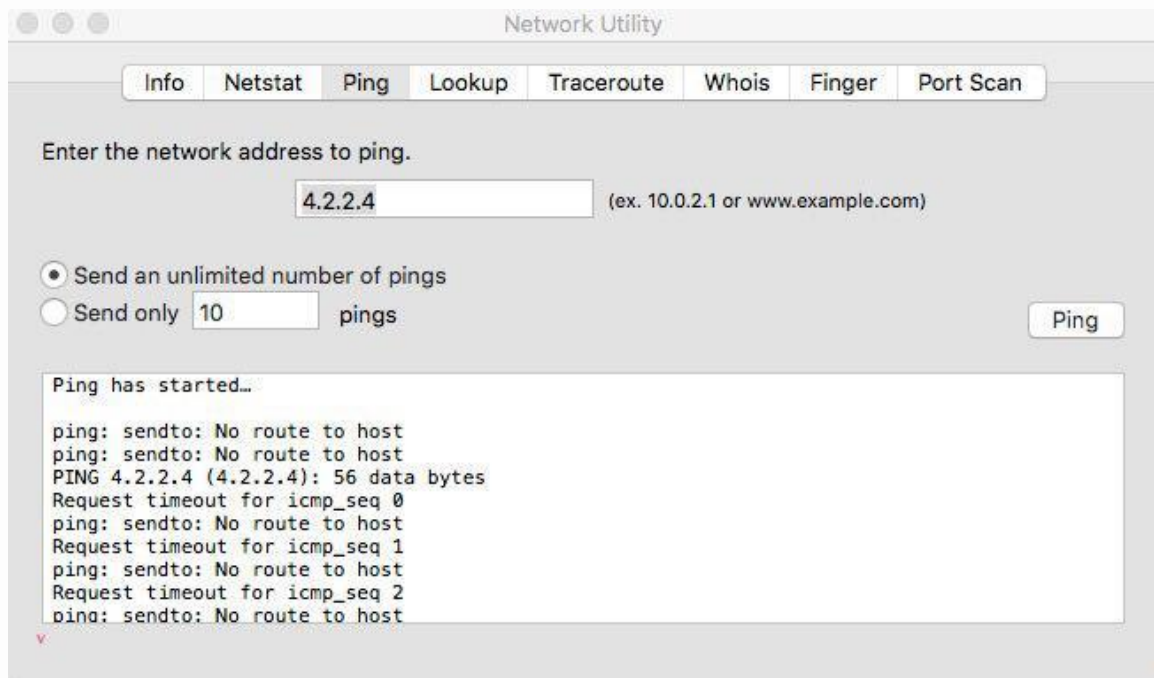 Network Utility
Info Netstat Ping Lookup Traceroute Whois Finger Port Scan
Enter the network address to ping.
4.2.2.4 (ex. 10.0.2.1 or www.example.com)
Send an unlimited number of pings
Send only 10 pings
Ping
Ping has started…
ping: sendto: No route to host
ping: sendto: No route to host
PING 4.2.2.4 (4.2.2.4): 56 data bytes
Request timeout for icmp_seq 0
ping: sendto: No route to host
Request timeout for icmp_seq 1
ping: sendto: No route to host
Request timeout for icmp_seq 2
ping: sendto: No route to host
v